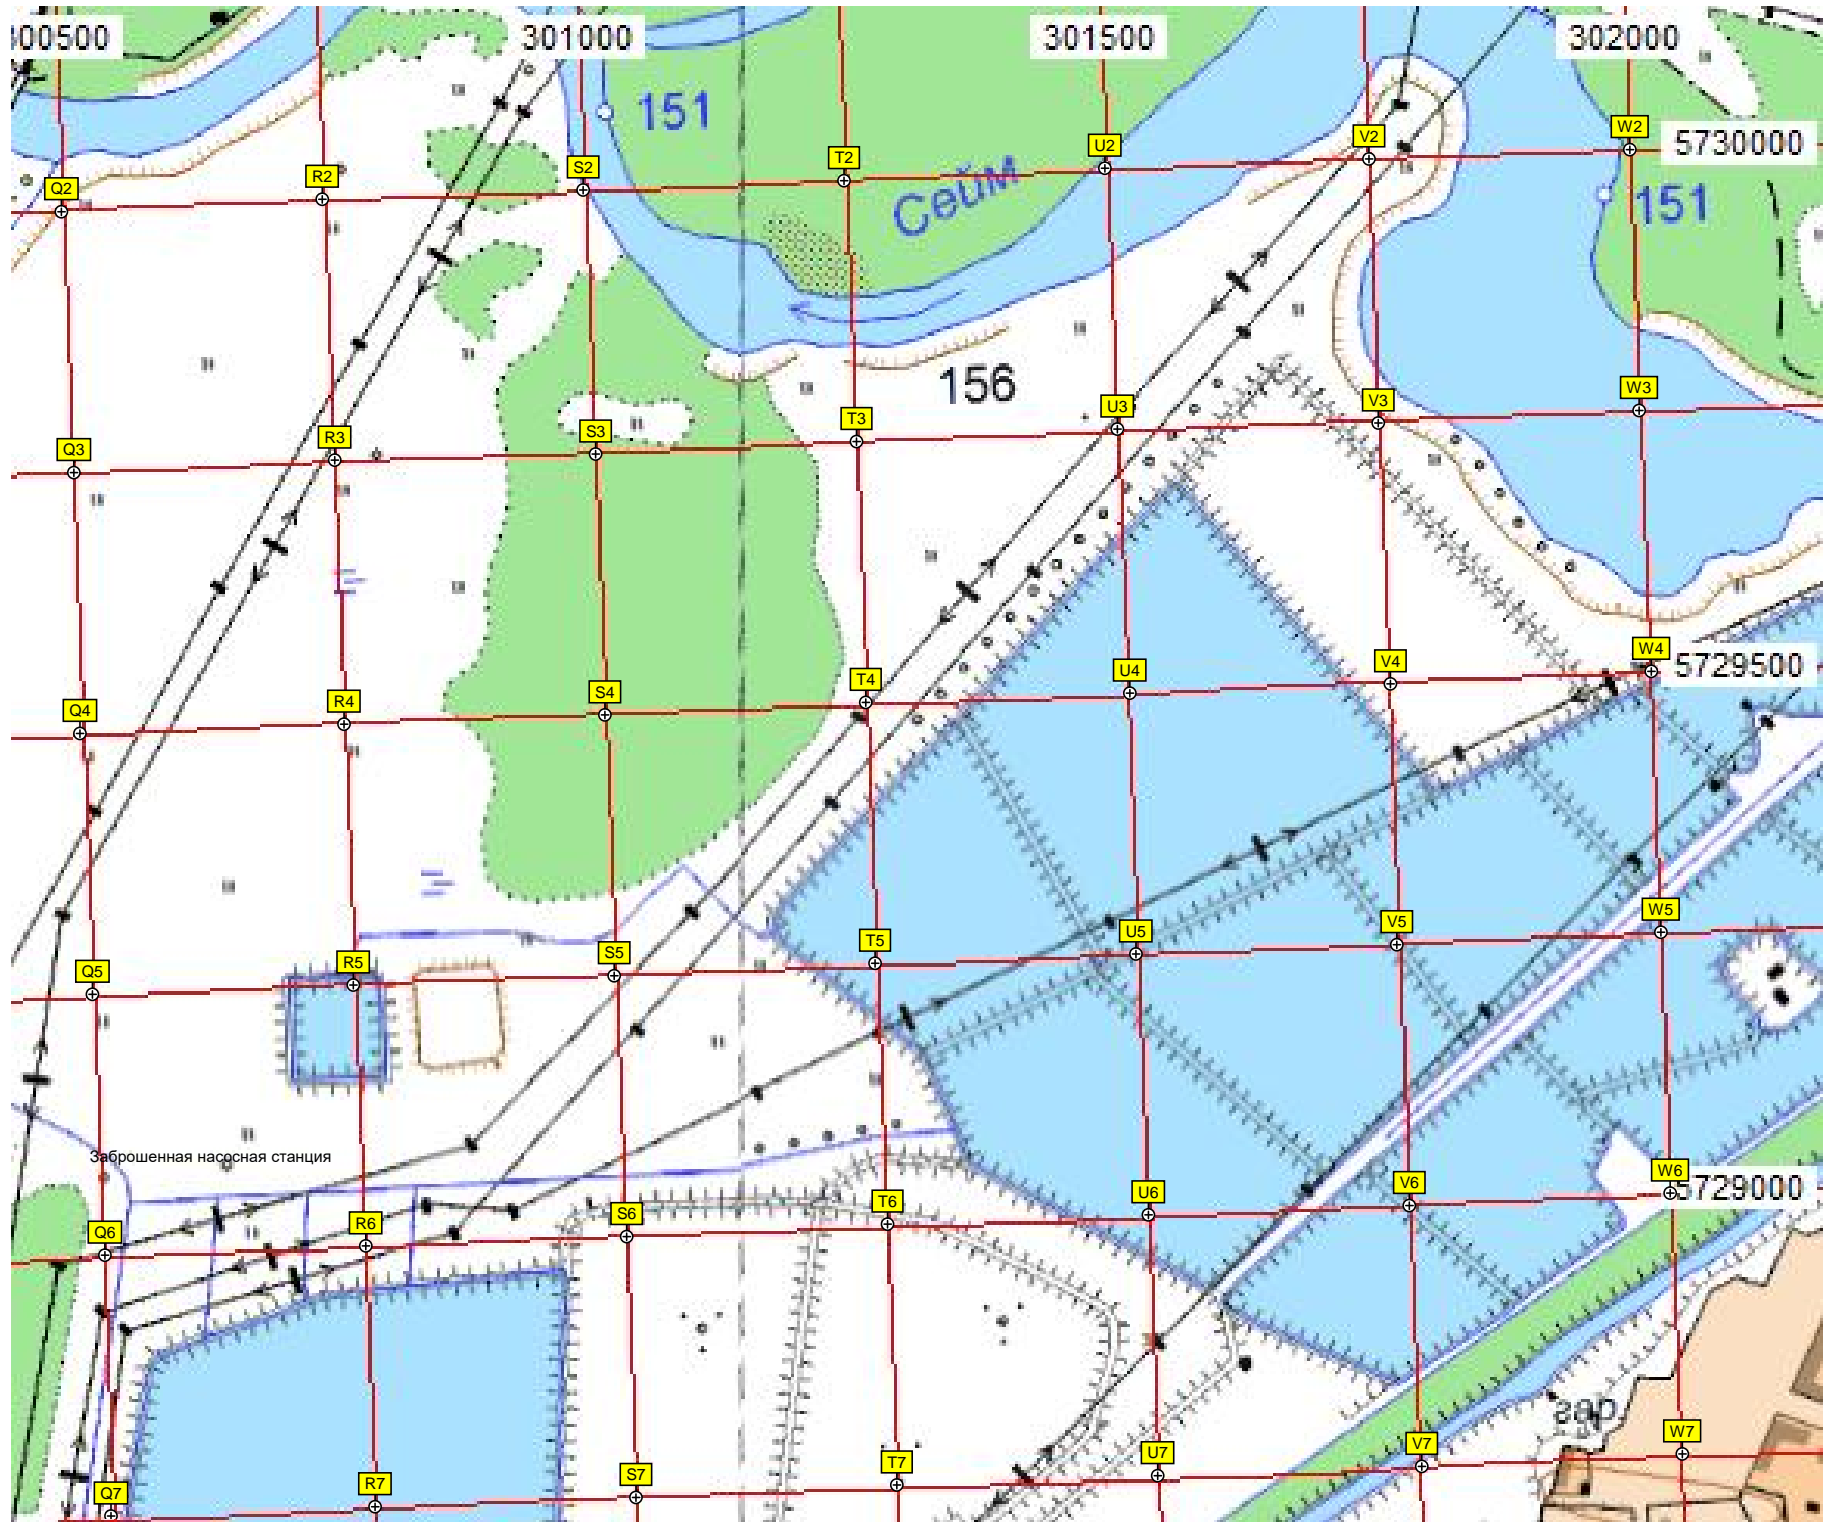 00500
301000
301500
302000
151
5730000
W2
V2
U2
T2
S2
R2
Q2
Сейм
151
156
W3
V3
U3
T3
S3
R3
Q3
5729500
W4
V4
U4
T4
S4
R4
Q4
W5
V5
U5
T5
S5
R5
Q5
Заброшенная насосная станция
5729000
W6
V6
U6
T6
S6
R6
Q6
W7
V7
U7
T7
S7
R7
Q7